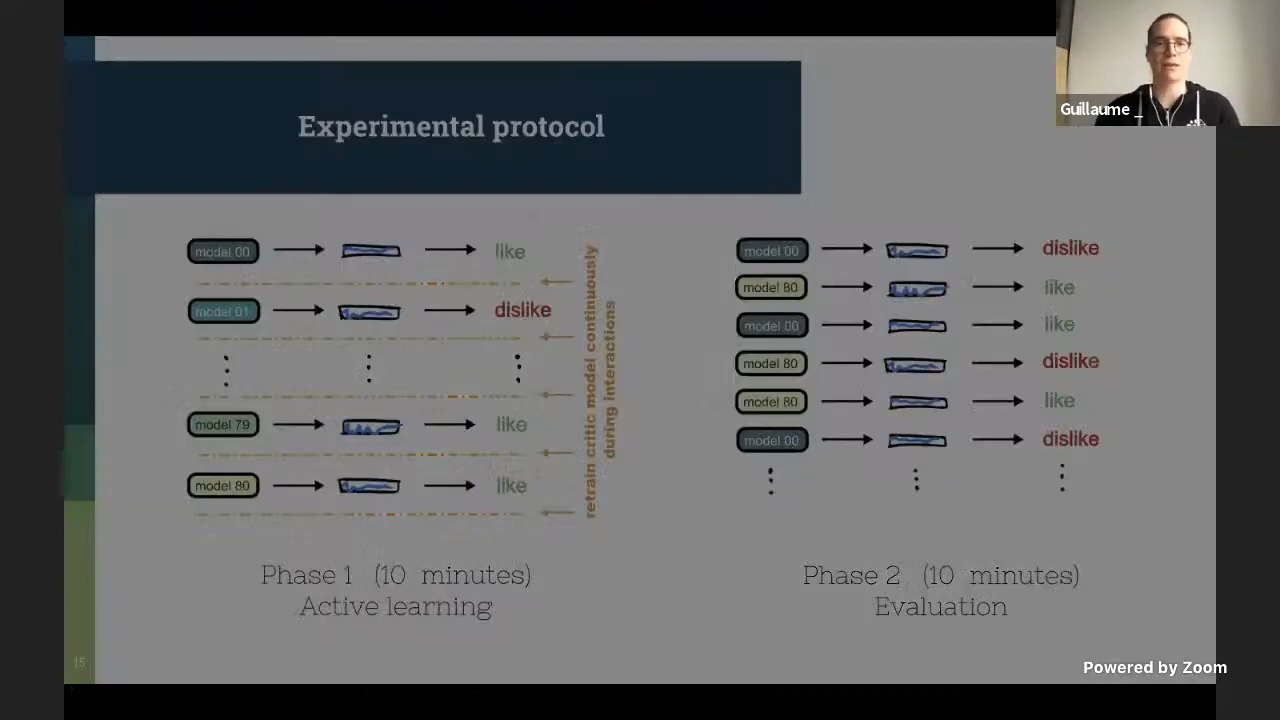 Experimental protocol
Guillaume _
model 00 like
model 01 dislike
model 79 like
model 80 like
retrain critic model continuously
during interactions
Phase 1 (10 minutes)
Active learning
model 00 dislike
model 80 like
model 00 like
model 80 dislike
model 80 like
model 00 dislike
Phase 2 (10 minutes)
Evaluation
15
Powered by Zoom